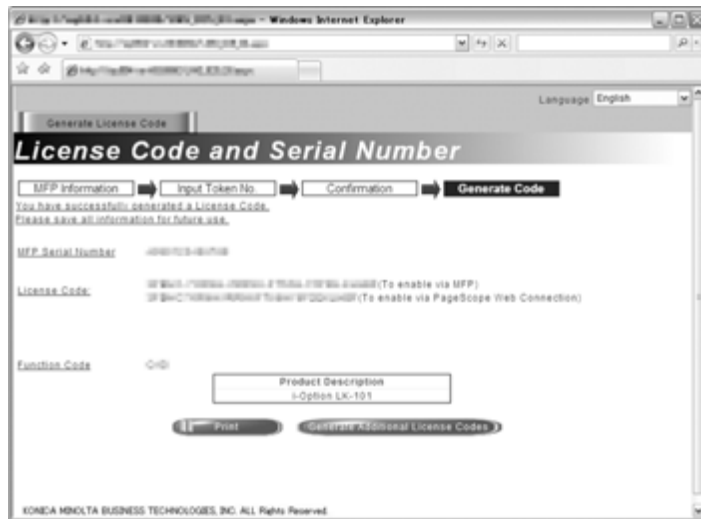 - Windows Internet Explorer
Language English
Generate License Code
License Code and Serial Number
MFP Information Input Token No. Confirmation Generate Code
You have successfully generated a License Code.
Please save all information for future use.
MFP Serial Number
License Code: (To enable via MFP)
(To enable via PageScope Web Connection)
Function Code
Product Description
i-Option LK-101
Print Generate Additional License Codes
KONICA MINOLTA BUSINESS TECHNOLOGIES, INC. ALL Rights Reserved.